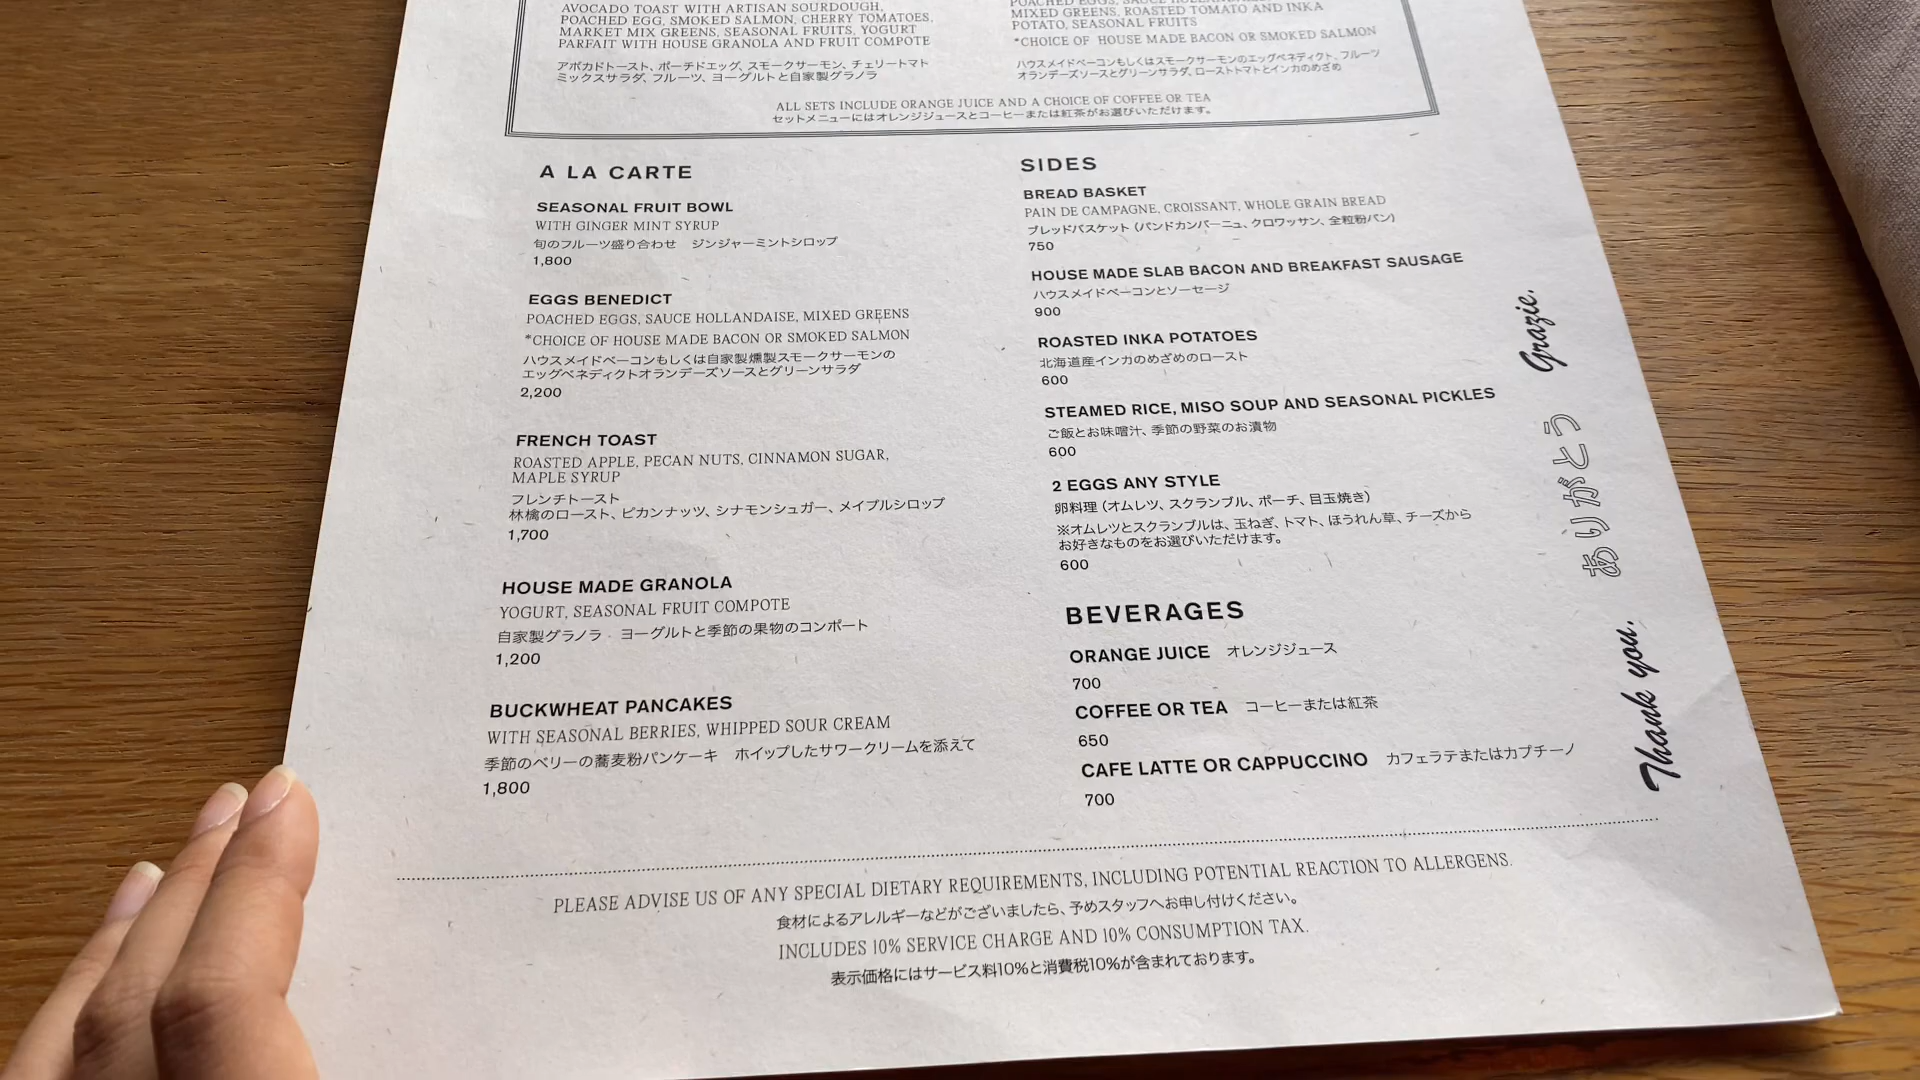 AVOCADO TOAST WITH ARTISAN SOURDOUGH,
POACHED EGG, SMOKED SALMON, CHERRY TOMATOES,
MARKET MIX GREENS, SEASONAL FRUITS, YOGURT
PARFAIT WITH HOUSE GRANOLA AND FRUIT COMPOTE
アボカドトースト、ポーチドエッグ、スモークサーモン、チェリートマト
ミックスサラダ、フルーツ、ヨーグルトと自家製グラノラ
POACHED EGGS, SAUCE
MIXED GREENS, ROASTED TOMATO AND INKA
POTATO, SEASONAL FRUITS
*CHOICE OF HOUSE MADE BACON OR SMOKED SALMON
ハウスメイドベーコンもしくはスモークサーモンのエッグベネディクト、フルーツ
オランデーズソースとグリーンサラダ、ローストトマトとインカのめざめ
ALL SETS INCLUDE ORANGE JUICE AND A CHOICE OF COFFEE OR TEA
セットメニューにはオレンジジュースとコーヒーまたは紅茶がお選びいただけます。
A LA CARTE
SEASONAL FRUIT BOWL
WITH GINGER MINT SYRUP
旬のフルーツ盛り合わせ ジンジャーミントシロップ
1,800
EGGS BENEDICT
POACHED EGGS, SAUCE HOLLANDAISE, MIXED GREENS
*CHOICE OF HOUSE MADE BACON OR SMOKED SALMON
ハウスメイドベーコンもしくは自家製燻製スモークサーモンの
エッグベネディクトオランデーズソースとグリーンサラダ
2,200
FRENCH TOAST
ROASTED APPLE, PECAN NUTS, CINNAMON SUGAR,
MAPLE SYRUP
フレンチトースト
林檎のロースト、ピカンナッツ、シナモンシュガー、メイプルシロップ
1,700
HOUSE MADE GRANOLA
YOGURT, SEASONAL FRUIT COMPOTE
自家製グラノラ ヨーグルトと季節の果物のコンポート
1,200
BUCKWHEAT PANCAKES
WITH SEASONAL BERRIES, WHIPPED SOUR CREAM
季節のベリーの蕎麦粉パンケーキ ホイップしたサワークリームを添えて
1,800
SIDES
BREAD BASKET
PAIN DE CAMPAGNE, CROISSANT, WHOLE GRAIN BREAD
ブレッドバスケット（パンドカンパーニュ、クロワッサン、全粒粉パン）
750
HOUSE MADE SLAB BACON AND BREAKFAST SAUSAGE
ハウスメイドベーコンとソーセージ
900
ROASTED INKA POTATOES
北海道産インカのめざめのロースト
600
STEAMED RICE, MISO SOUP AND SEASONAL PICKLES
ご飯とお味噌汁、季節の野菜のお漬物
600
2 EGGS ANY STYLE
卵料理（オムレツ、スクランブル、ポーチ、目玉焼き）
※オムレツとスクランブルは、玉ねぎ、トマト、ほうれん草、チーズから
お好きなものをお選びいただけます。
600
BEVERAGES
ORANGE JUICE オレンジジュース
700
COFFEE OR TEA コーヒーまたは紅茶
650
CAFE LATTE OR CAPPUCCINO カフェラテまたはカプチーノ
700
Thank you.
ありがとう
Grazie.
PLEASE ADVISE US OF ANY SPECIAL DIETARY REQUIREMENTS, INCLUDING POTENTIAL REACTION TO ALLERGENS.
食材によるアレルギーなどがございましたら、予めスタッフへお申し付けください。
INCLUDES 10% SERVICE CHARGE AND 10% CONSUMPTION TAX.
表示価格にはサービス料10%と消費税10%が含まれております。